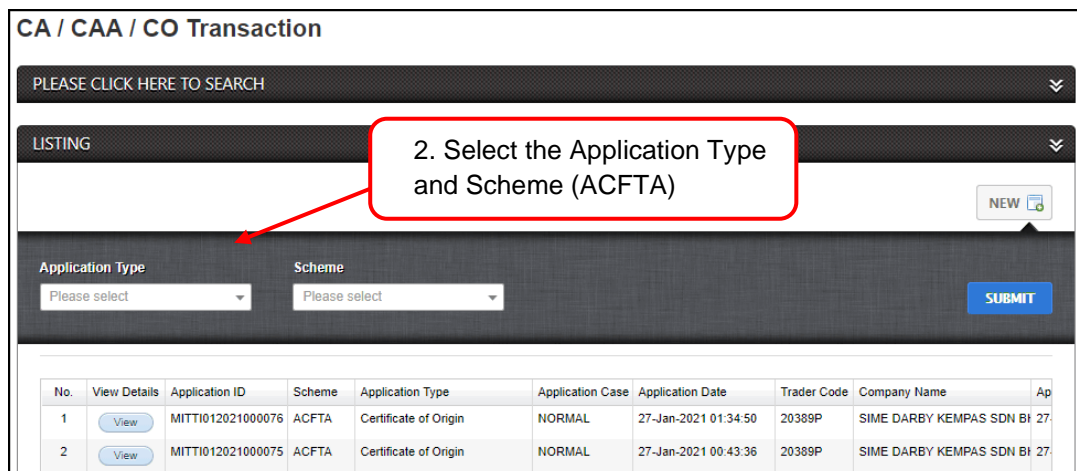 CA / CAA / CO Transaction
PLEASE CLICK HERE TO SEARCH
LISTING
2. Select the Application Type
and Scheme (ACFTA)
NEW
Application Type Scheme
Please select Please select
SUBMIT
No. View Details Application ID Scheme Application Type Application Case Application Date Trader Code Company Name Ap
1 View MITTI012021000076 ACFTA Certificate of Origin NORMAL 27-Jan-2021 01:34:50 20389P SIME DARBY KEMPAS SDN BH 27-
2 View MITTI012021000075 ACFTA Certificate of Origin NORMAL 27-Jan-2021 00:43:36 20389P SIME DARBY KEMPAS SDN BH 27-